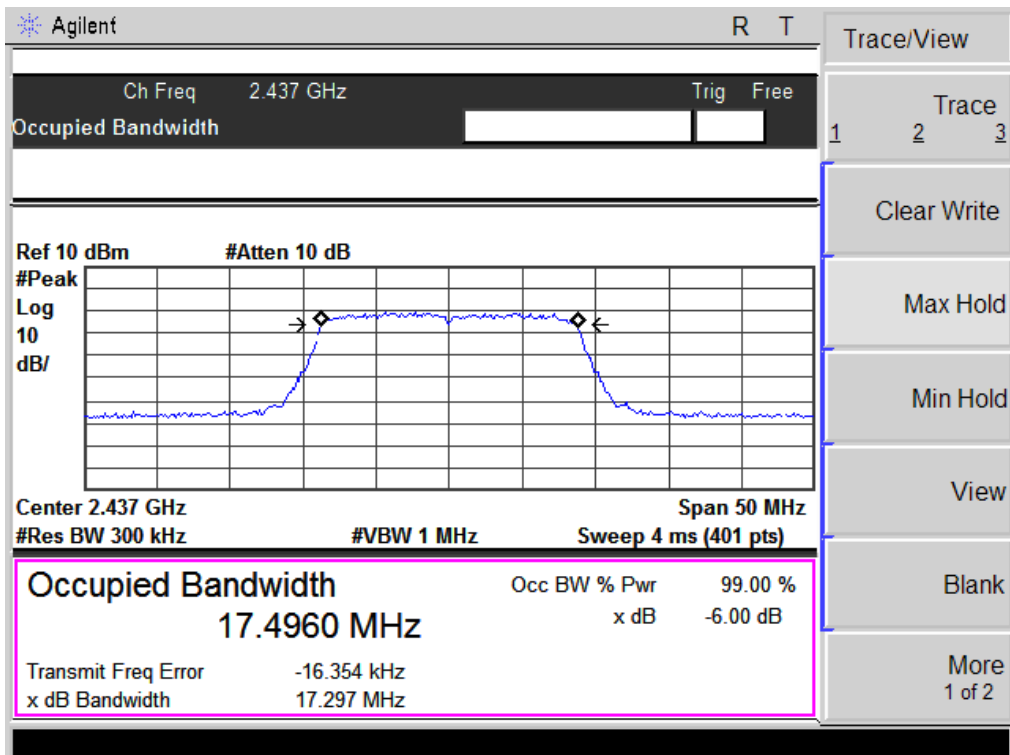 Agilent R T
Trace/View
Ch Freq 2.437 GHz Trig Free
Occupied Bandwidth
Trace
1 2 3
Clear Write
Max Hold
Min Hold
View
Blank
More
1 of 2
Ref 10 dBm #Atten 10 dB
#Peak
Log
10
dB/
Center 2.437 GHz Span 50 MHz
#Res BW 300 kHz #VBW 1 MHz Sweep 4 ms (401 pts)
Occupied Bandwidth Occ BW % Pwr 99.00 %
17.4960 MHz x dB -6.00 dB
Transmit Freq Error -16.354 kHz
x dB Bandwidth 17.297 MHz